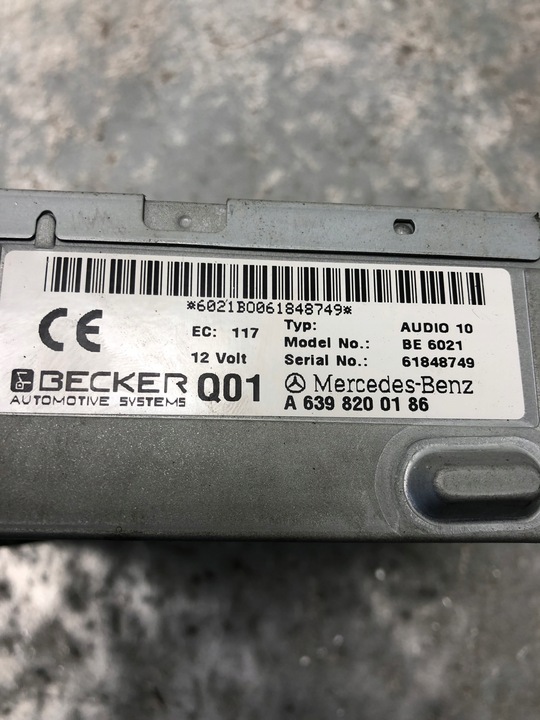 *6021B0061848749*
CE
EC: 117 Typ: AUDIO 10
Model No.: BE 6021
12 Volt Serial No.: 61848749
BECKER Q01 Mercedes-Benz
AUTOMOTIVE SYSTEMS A 639 820 01 86